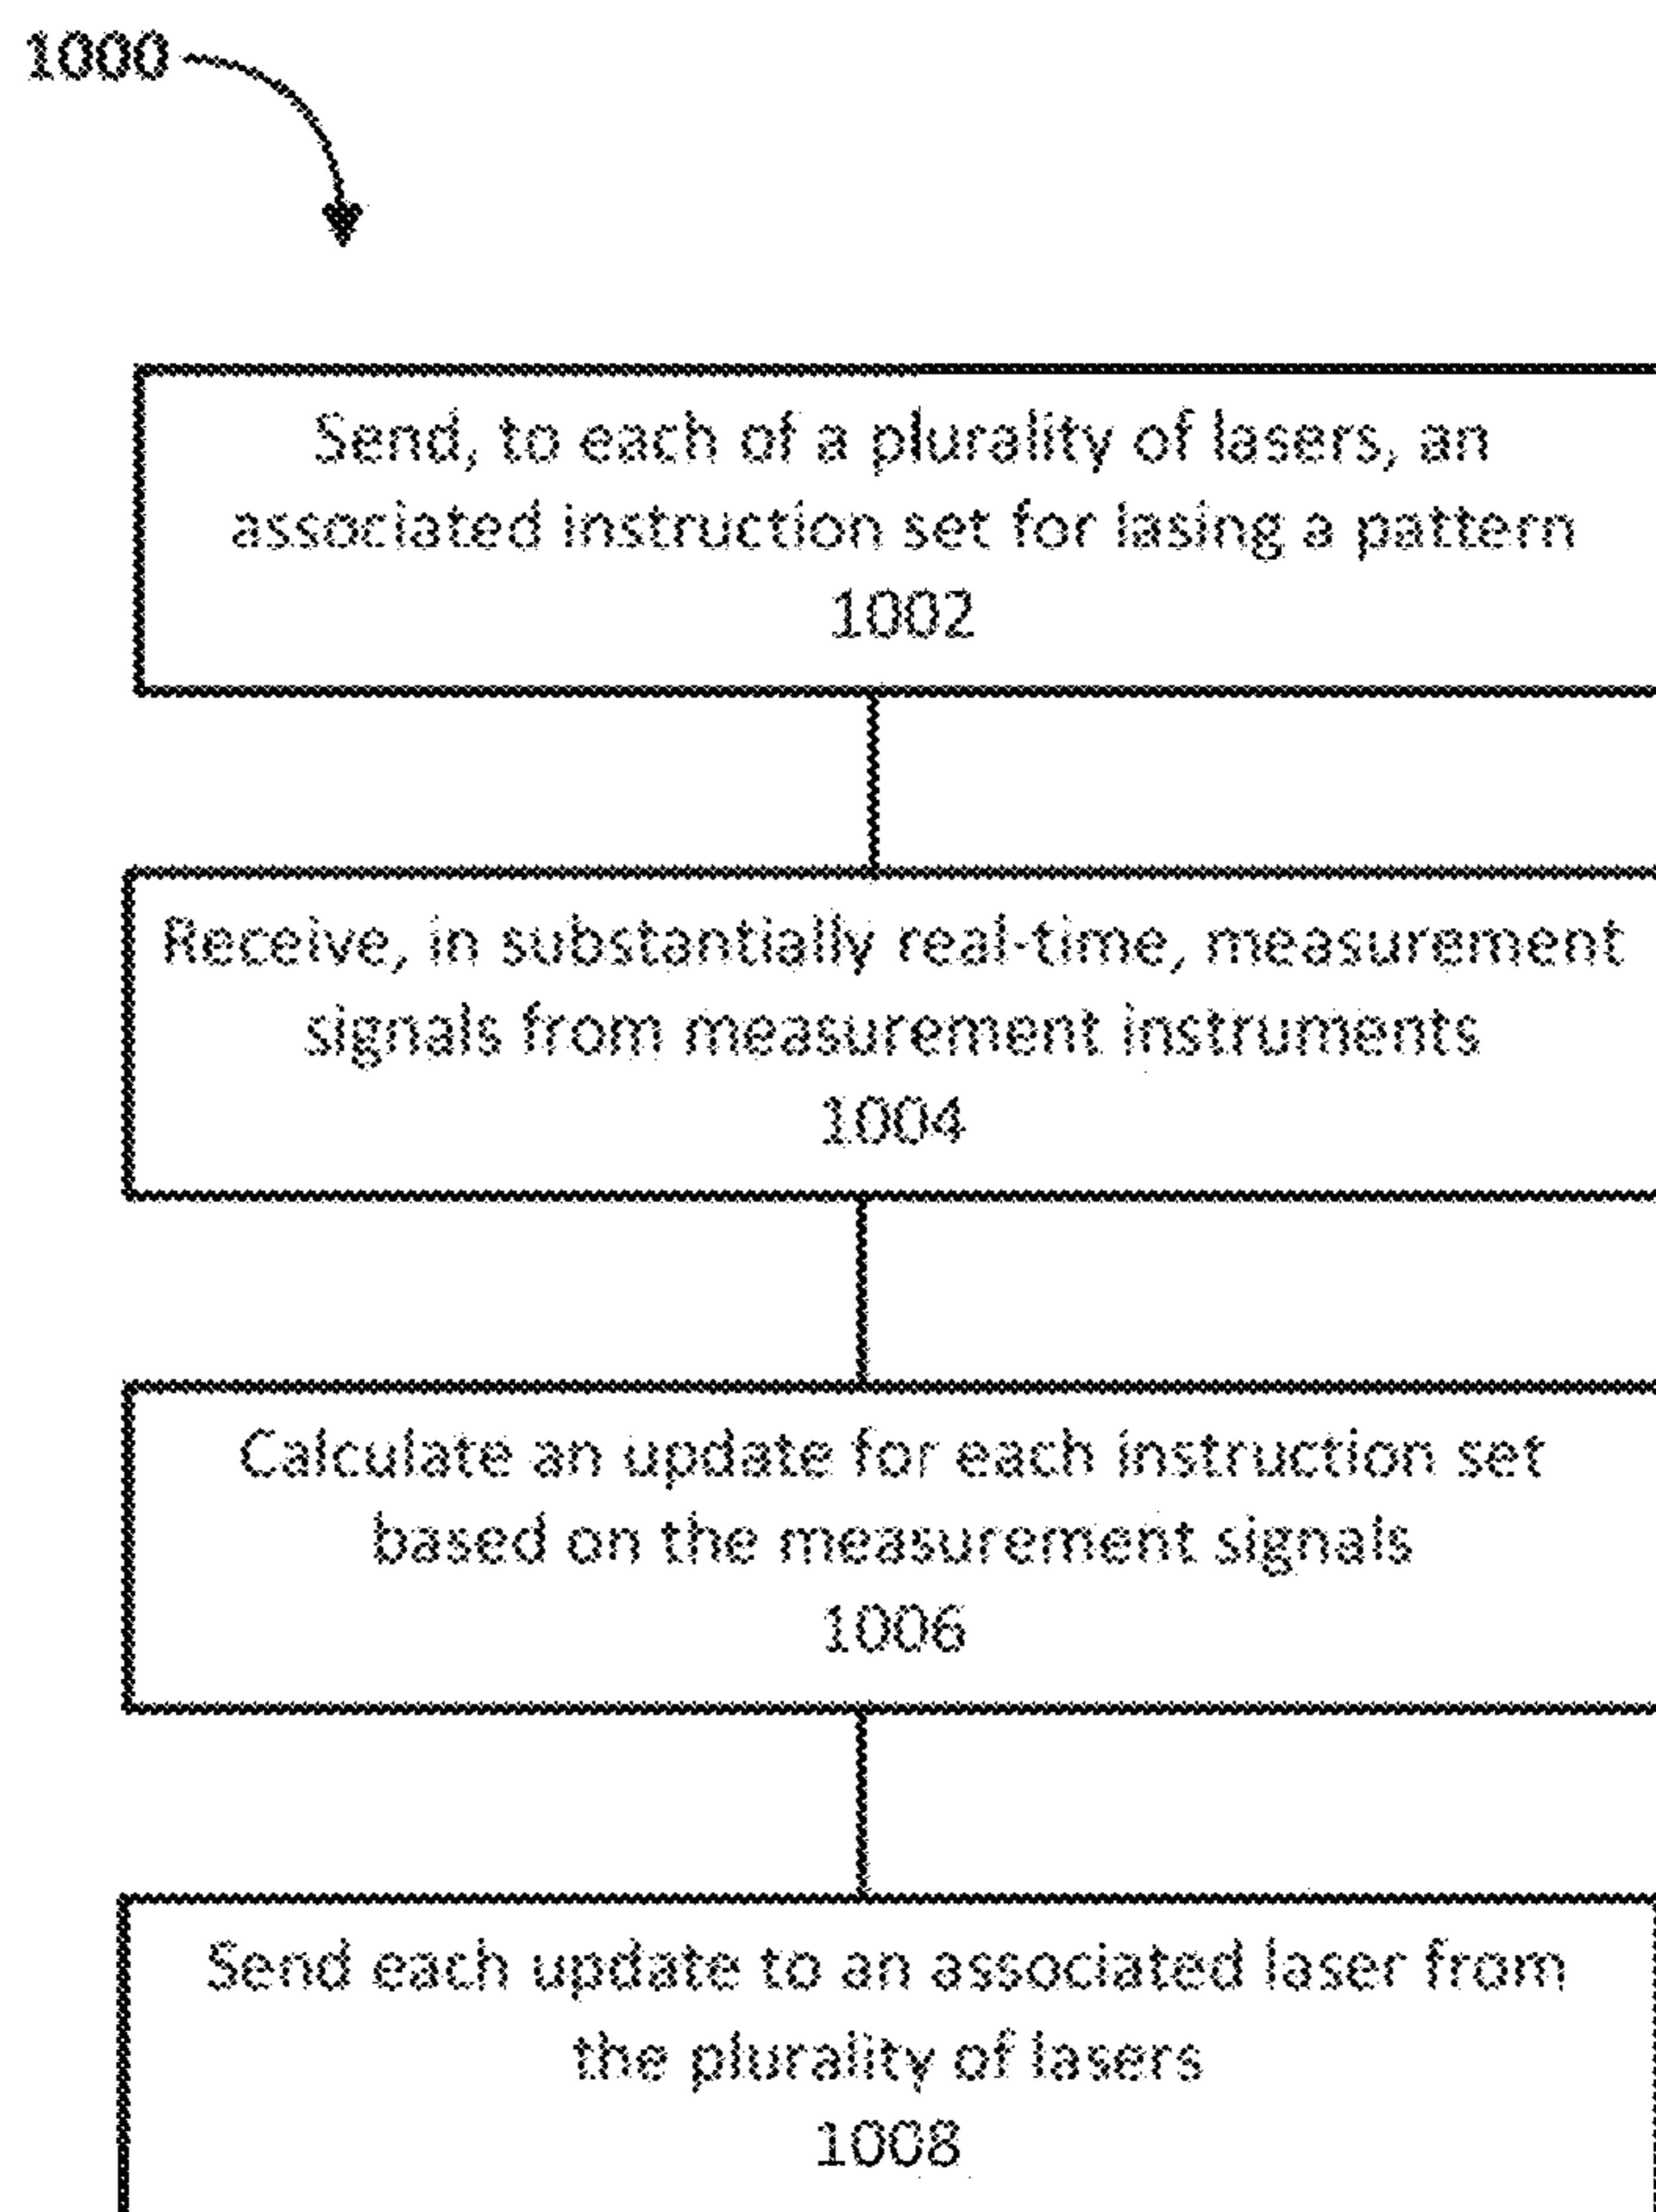 1000
Send, to each of a plurality of lasers, an
associated instruction set for lasing a pattern
1002
Receive, in substantially real-time, measurement
signals from measurement instruments
1004
Calculate an update for each instruction set
based on the measurement signals
1006
Send each update to an associated laser from
the plurality of lasers
1008